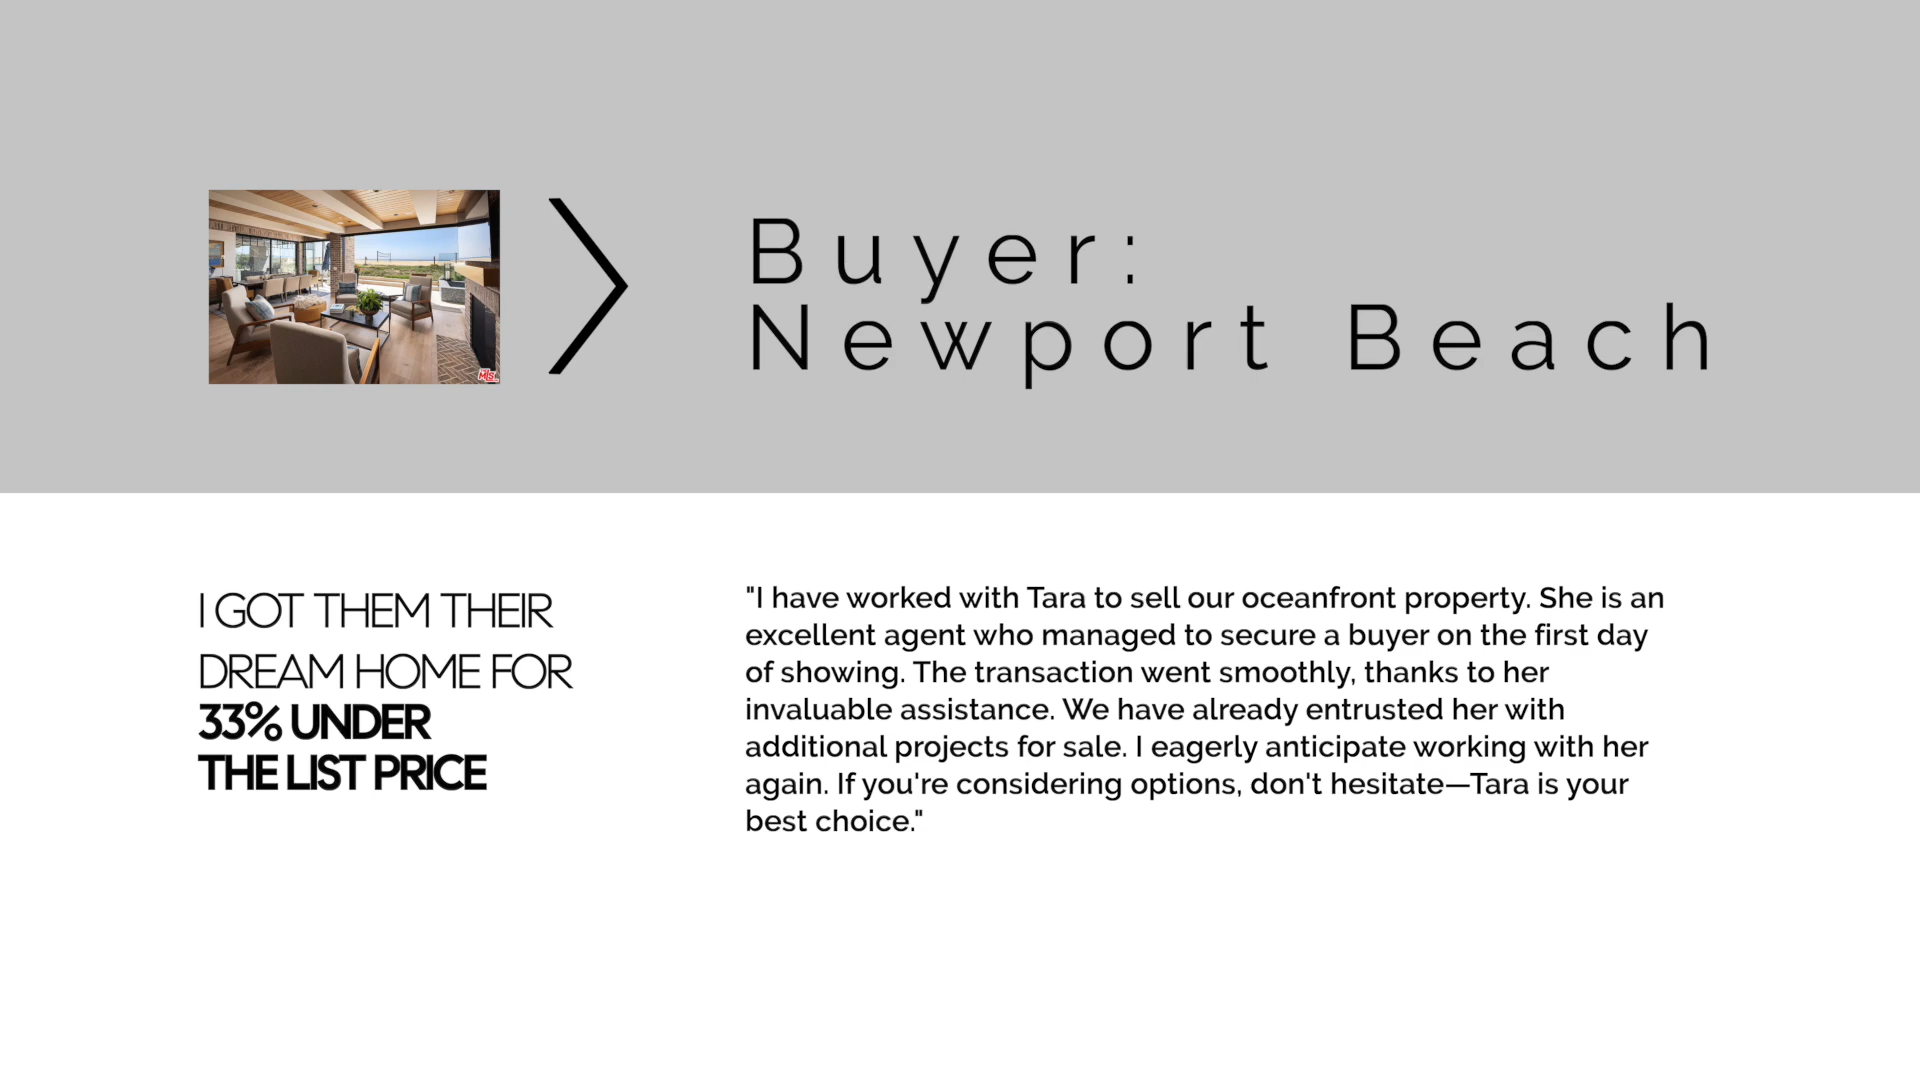 Buyer:
Newport Beach
MLS
I GOT THEM THEIR
DREAM HOME FOR
33% UNDER
THE LIST PRICE
"I have worked with Tara to sell our oceanfront property. She is an
excellent agent who managed to secure a buyer on the first day
of showing. The transaction went smoothly, thanks to her
invaluable assistance. We have already entrusted her with
additional projects for sale. I eagerly anticipate working with her
again. If you're considering options, don't hesitate—Tara is your
best choice."